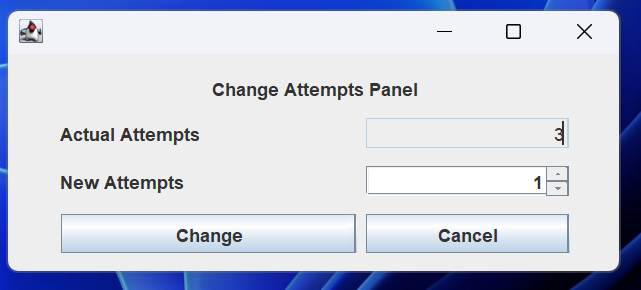 Change Attempts Panel
Actual Attempts 3
New Attempts 1
Change Cancel